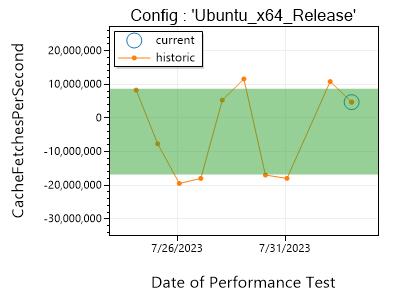 Config : 'Ubuntu_x64_Release'
current
historic
20,000,000
10,000,000
0
-10,000,000
-20,000,000
-30,000,000
CacheFetchesPerSecond
7/26/2023
7/31/2023
Date of Performance Test